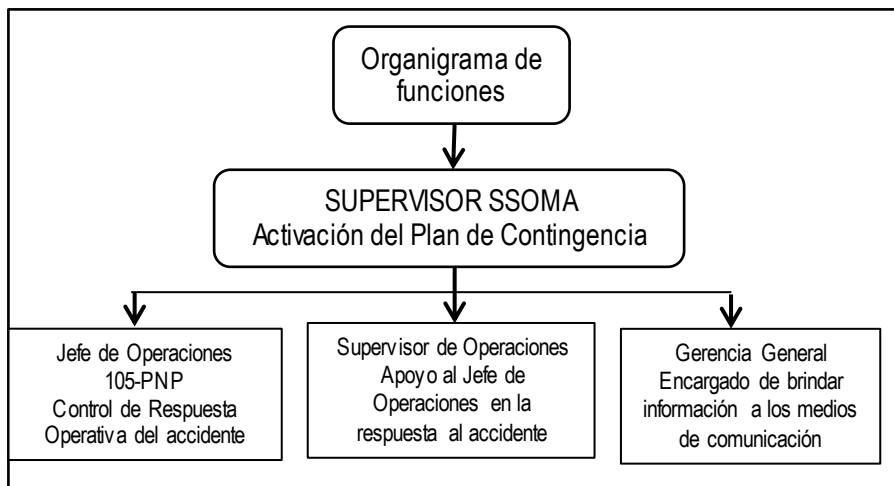 Organigrama de
funciones
SUPERVISOR SSOMA
Activación del Plan de Contingencia
Jefe de Operaciones
105-PNP
Control de Respuesta
Operativa del accidente
Supervisor de Operaciones
Apoyo al Jefe de
Operaciones en la
respuesta al accidente
Gerencia General
Encargado de brindar
información a los medios
de comunicación